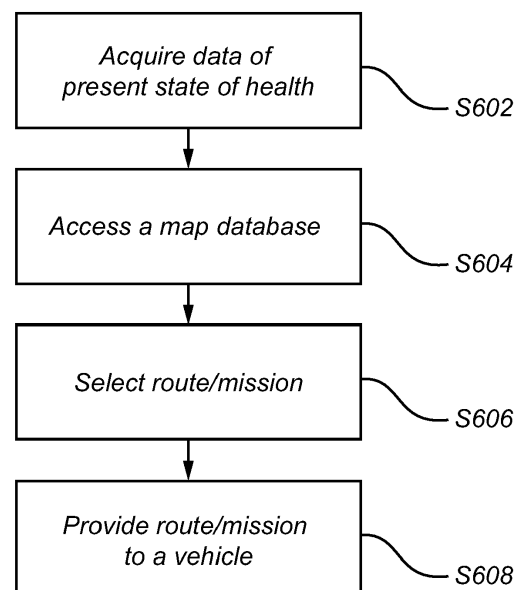 Acquire data of
present state of health
S602
Access a map database
S604
Select route/mission
S606
Provide route/mission
to a vehicle
S608